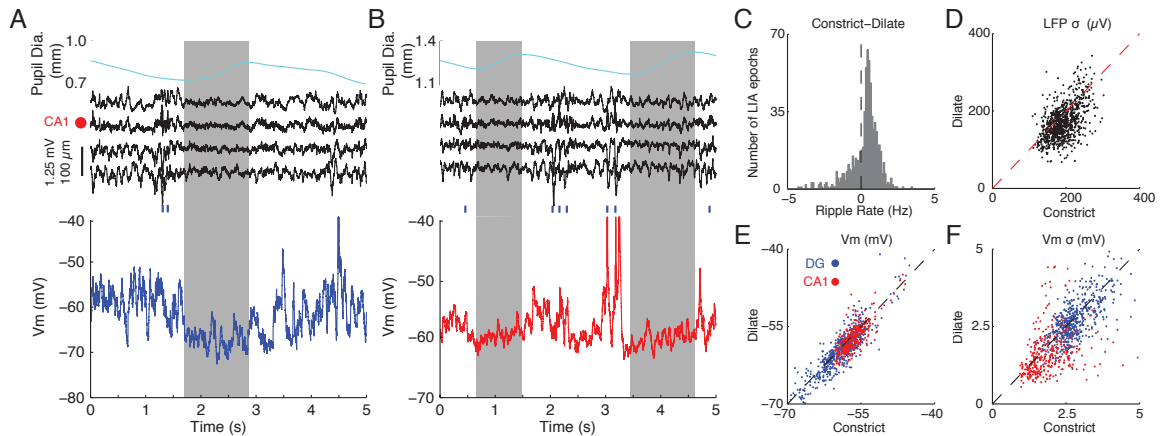 A
Pupil Dia.
(mm)
1.0
0.7
CA1
1.25 mV
100 µm
Vm (mV)
−40
−50
−60
−70
−80
0
1
2
3
4
5
Time (s)
B
Pupil Dia.
(mm)
1.4
1.1
Vm (mV)
−40
−50
−60
−70
0
1
2
3
4
5
Time (s)
C
Constrict−Dilate
Number of LIA epochs
70
35
0
−5
0
5
Ripple Rate (Hz)
D
LFP σ (µV)
Dilate
400
200
0
0
200
400
Constrict
E
Vm (mV)
DG
CA1
Dilate
−40
−55
−70
−70
−55
−40
Constrict
F
Vm σ (mV)
Dilate
5
2.5
0
0
2.5
5
Constrict